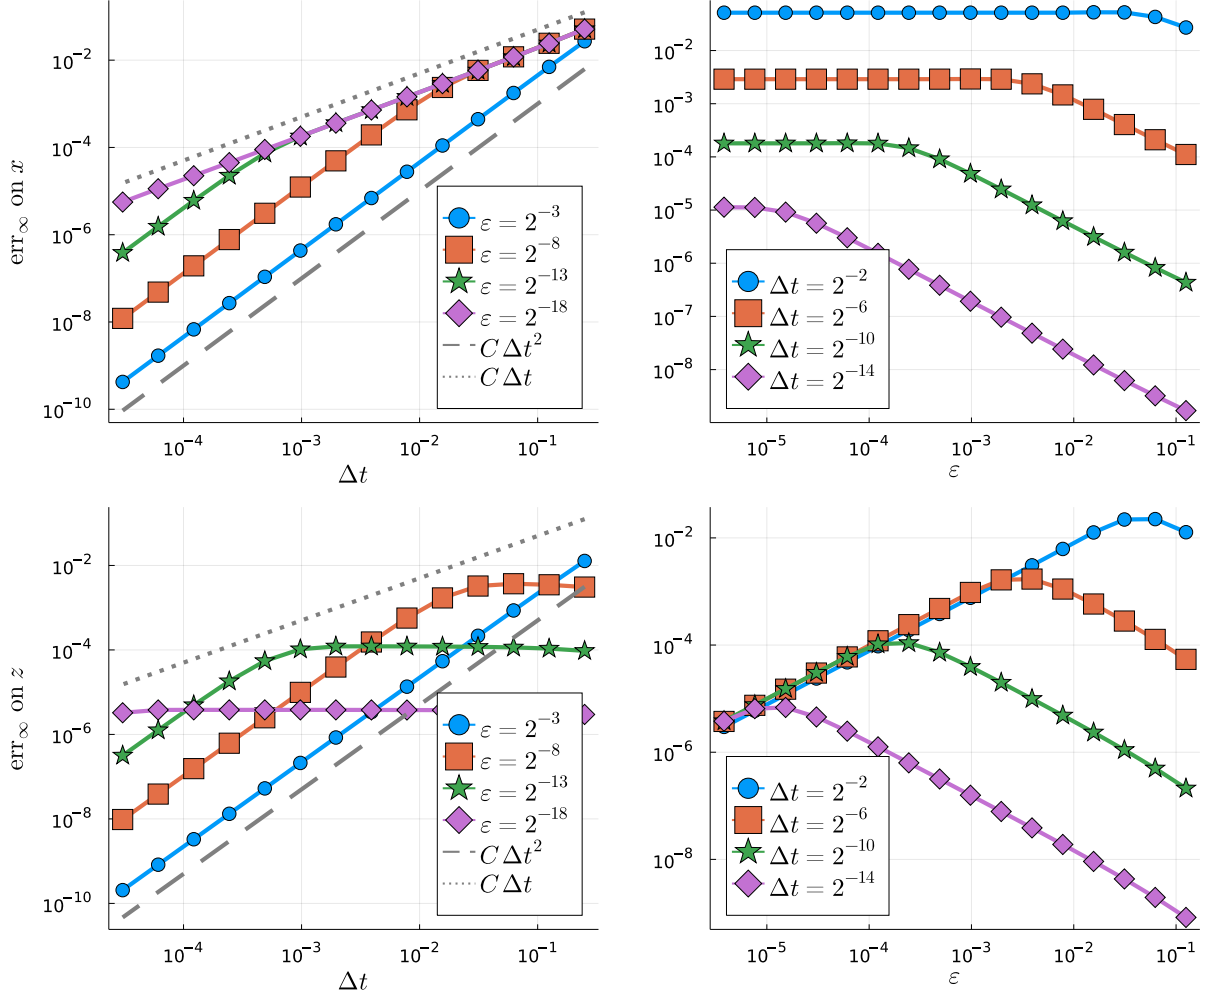 err∞ on x
10⁻²
10⁻⁴
10⁻⁶
10⁻⁸
10⁻¹⁰
10⁻⁴
10⁻³
10⁻²
10⁻¹
Δt
ε = 2⁻³
ε = 2⁻⁸
ε = 2⁻¹³
ε = 2⁻¹⁸
C Δt²
C Δt
10⁻²
10⁻³
10⁻⁴
10⁻⁵
10⁻⁶
10⁻⁷
10⁻⁸
10⁻⁵
10⁻⁴
10⁻³
10⁻²
10⁻¹
ε
Δt = 2⁻²
Δt = 2⁻⁶
Δt = 2⁻¹⁰
Δt = 2⁻¹⁴
err∞ on z
10⁻²
10⁻⁴
10⁻⁶
10⁻⁸
10⁻¹⁰
10⁻⁴
10⁻³
10⁻²
10⁻¹
Δt
ε = 2⁻³
ε = 2⁻⁸
ε = 2⁻¹³
ε = 2⁻¹⁸
C Δt²
C Δt
10⁻²
10⁻⁴
10⁻⁶
10⁻⁸
10⁻⁵
10⁻⁴
10⁻³
10⁻²
10⁻¹
ε
Δt = 2⁻²
Δt = 2⁻⁶
Δt = 2⁻¹⁰
Δt = 2⁻¹⁴